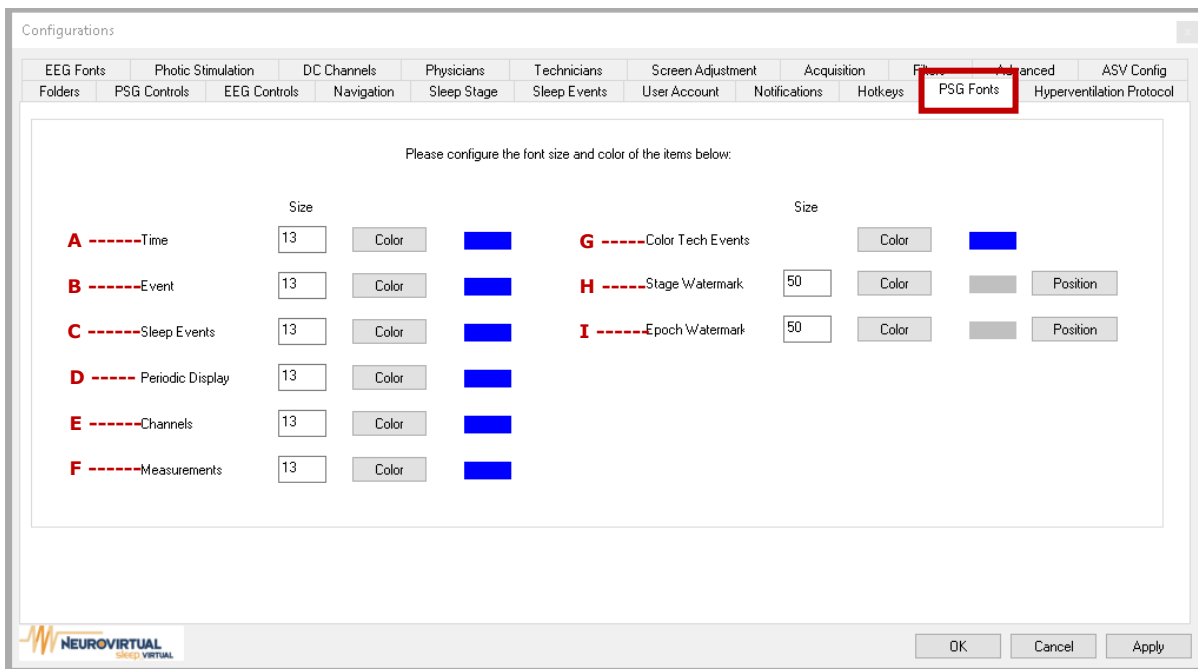 Configurations
x
EEG Fonts Photic Stimulation DC Channels Physicians Technicians Screen Adjustment Acquisition Filters Advanced ASV Config
Folders PSG Controls EEG Controls Navigation Sleep Stage Sleep Events User Account Notifications Hotkeys PSG Fonts Hyperventilation Protocol
Please configure the font size and color of the items below:
Size Size
A ------Time 13 Color G -----Color Tech Events Color
B ------Event 13 Color H -----Stage Watermark 50 Color Position
C ------Sleep Events 13 Color I ------Epoch Watermark 50 Color Position
D ----- Periodic Display 13 Color
E ------Channels 13 Color
F ------Measurements 13 Color
NEUROVIRTUAL
SLEEP VIRTUAL
OK Cancel Apply